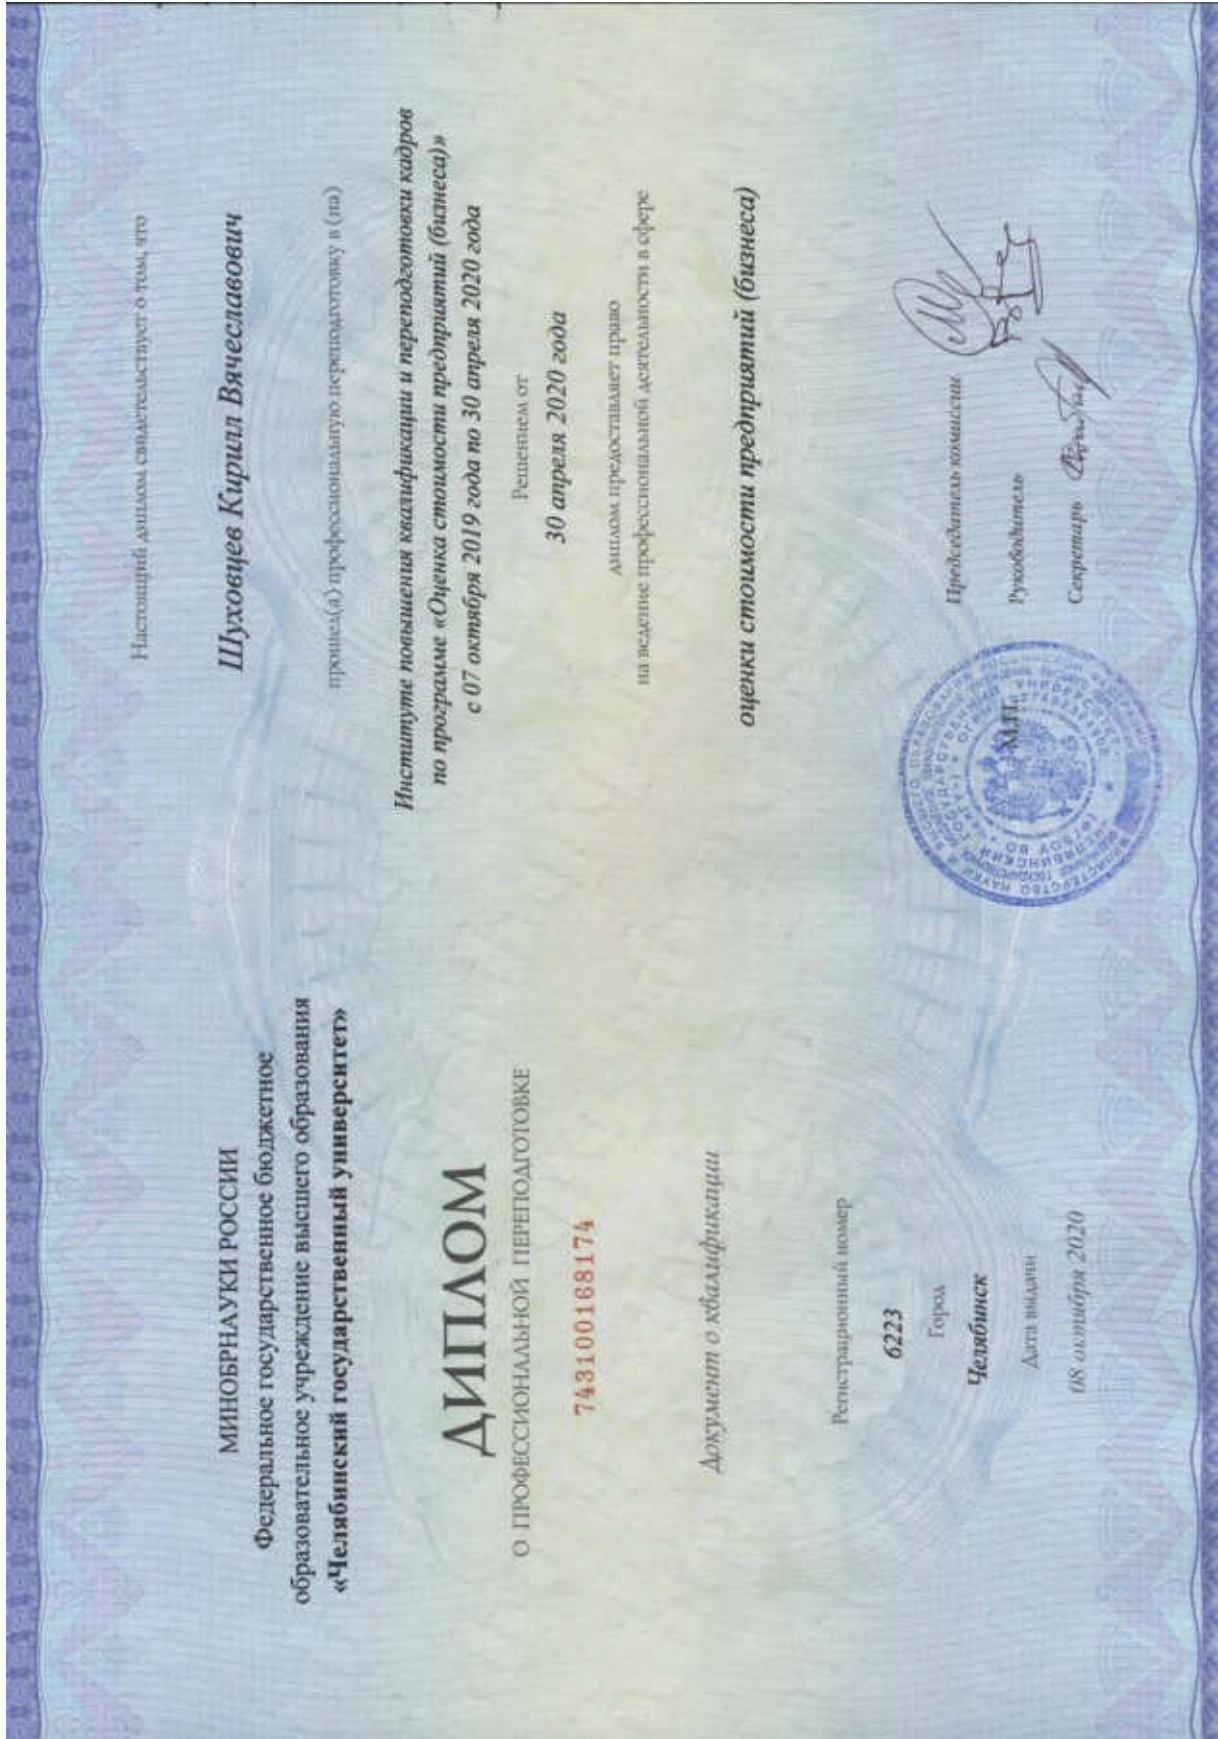 МИНОБРНАУКИ РОССИИ
Федеральное государственное бюджетное
образовательное учреждение высшего образования
«Челябинский государственный университет»
ДИПЛОМ
О ПРОФЕССИОНАЛЬНОЙ ПЕРЕПОДГОТОВКЕ
743100168174
Документ о квалификации
Регистрационный номер
6223
Город
Челябинск
Дата выдачи
08 октября 2020
Настоящий диплом свидетельствует о том, что
Шуховцев Кирилл Вячеславович
прошел(а) профессиональную переподготовку в (на)
Институте повышения квалификации и переподготовки кадров
по программе «Оценка стоимости предприятий (бизнеса)»
с 07 октября 2019 года по 30 апреля 2020 года
Решением от
30 апреля 2020 года
диплом предоставляет право
на ведение профессиональной деятельности в сфере
оценки стоимости предприятий (бизнеса)
Председатель комиссии
Руководитель
Секретарь
М.П.